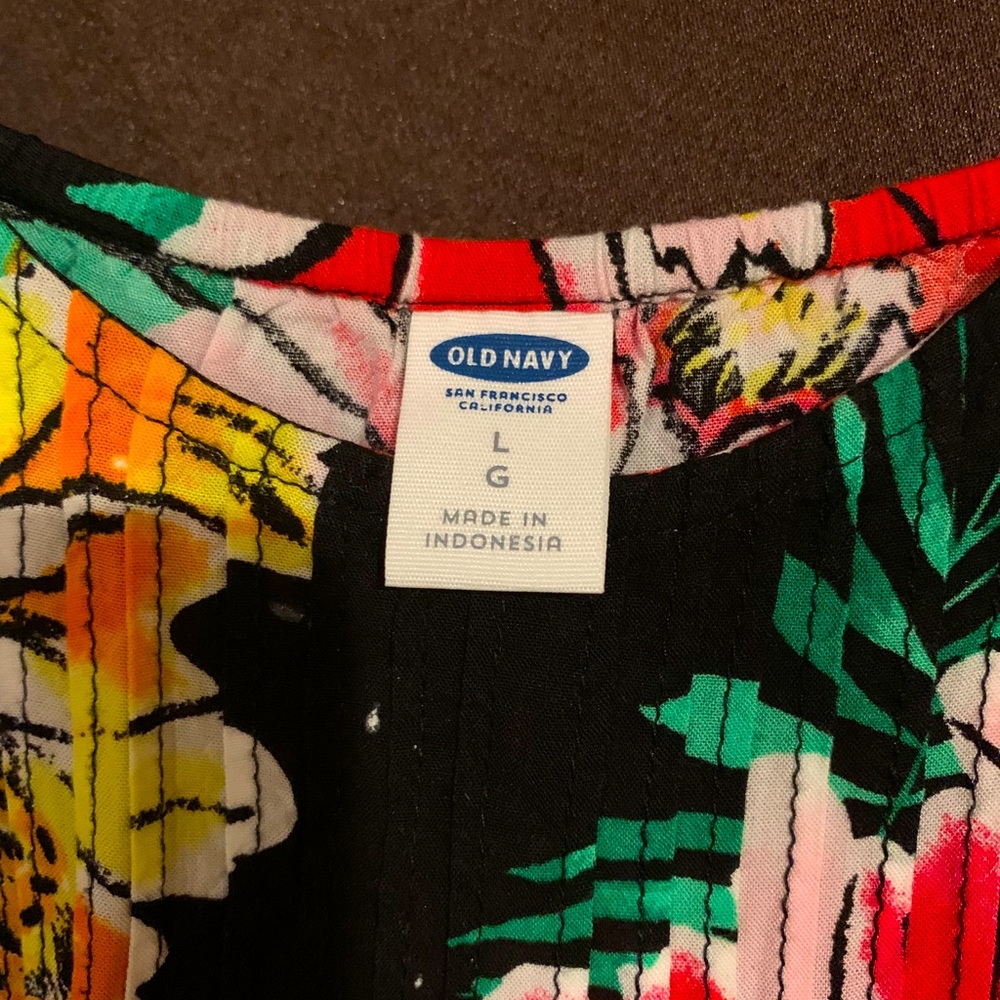 OLD NAVY
SAN FRANCISCO
CALIFORNIA
L
G
MADE IN
INDONESIA